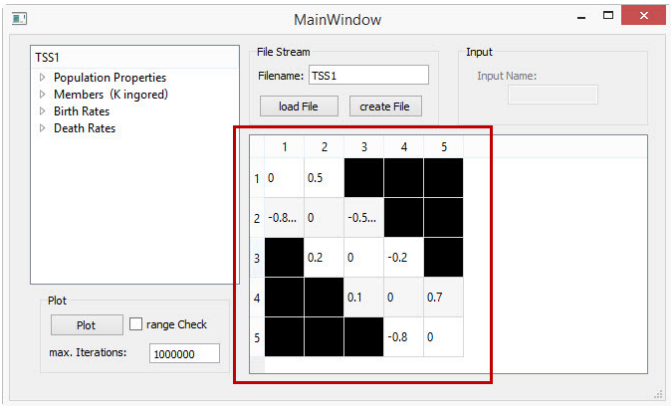 MainWindow
TSS1
Population Properties
Members (K ingored)
Birth Rates
Death Rates
File Stream
Filename: TSS1
load File create File
Input
Input Name:
1 2 3 4 5
1 0 0.5
2 -0.8... 0 -0.5...
3 0.2 0 -0.2
4 0.1 0 0.7
5 -0.8 0
Plot
Plot range Check
max. Iterations: 1000000